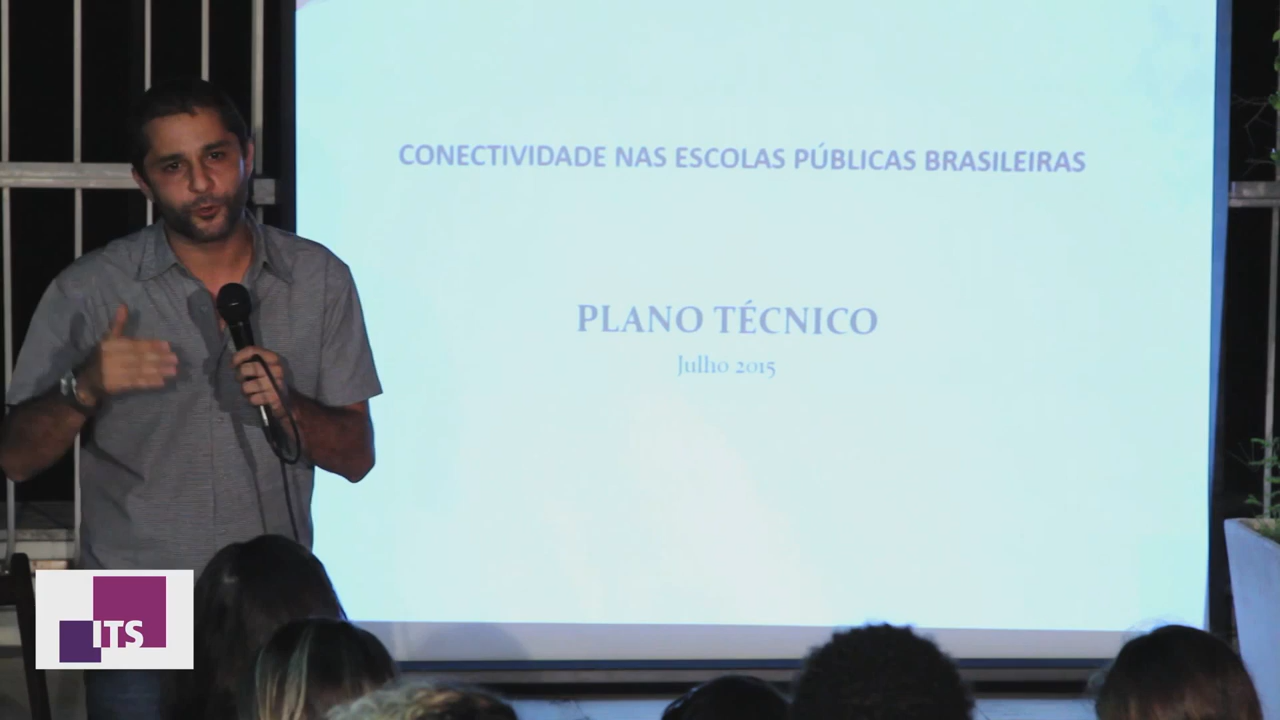 CONECTIVIDADE NAS ESCOLAS PÚBLICAS BRASILEIRAS
PLANO TÉCNICO
Julho 2015
ITS